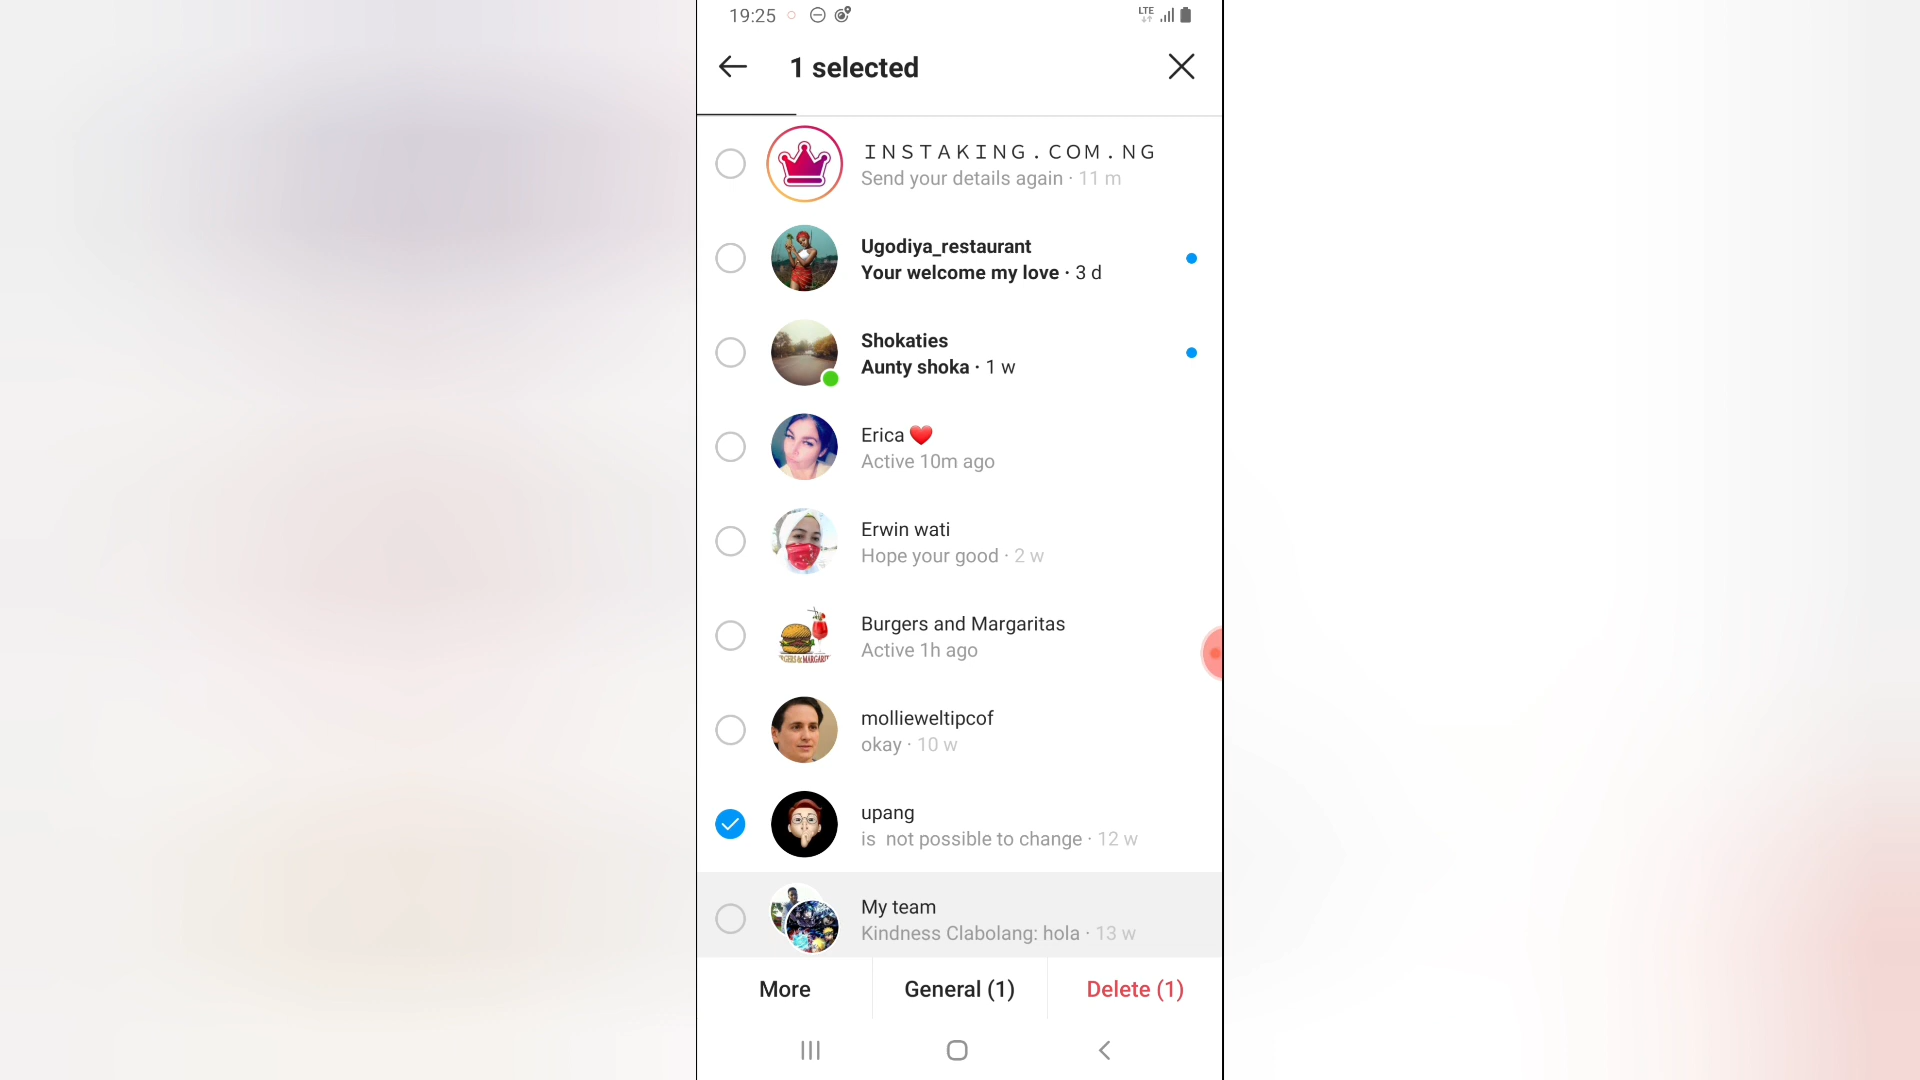 19:25
LTE
1 selected
INSTAKING.COM.NG
Send your details again · 11 m
Ugodiya_restaurant
Your welcome my love · 3 d
Shokaties
Aunty shoka · 1 w
Erica ❤️
Active 10m ago
Erwin wati
Hope your good · 2 w
Burgers and Margaritas
Active 1h ago
mollieweltipcof
okay · 10 w
upang
is  not possible to change · 12 w
My team
Kindness Clabolang: hola · 13 w
More
General (1)
Delete (1)